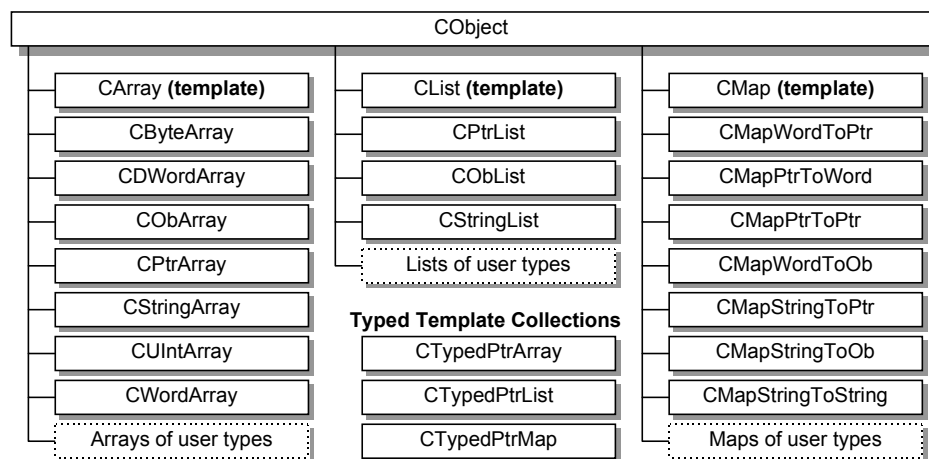 CObject
CArray (template)
CByteArray
CDWordArray
CObArray
CPtrArray
CStringArray
CUIntArray
CWordArray
Arrays of user types
CList (template)
CPtrList
CObList
CStringList
Lists of user types
Typed Template Collections
CTypedPtrArray
CTypedPtrList
CTypedPtrMap
CMap (template)
CMapWordToPtr
CMapPtrToWord
CMapPtrToPtr
CMapWordToOb
CMapStringToPtr
CMapStringToOb
CMapStringToString
Maps of user types